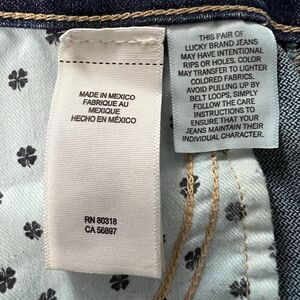 MADE IN MEXICO
FABRIQUE AU
MEXIQUE
HECHO EN MÉXICO
RN 80318
CA 56897
THIS PAIR OF
LUCKY BRAND JEANS
MAY HAVE INTENTIONAL
RIPS OR HOLES. COLOR
MAY TRANSFER TO LIGHTER
COLORED FABRICS.
AVOID PULLING UP BY
BELT LOOPS, SIMPLY
FOLLOW THE CARE
INSTRUCTIONS TO
ENSURE THAT YOUR
JEANS MAINTAIN THEIR
INDIVIDUAL CHARACTER.